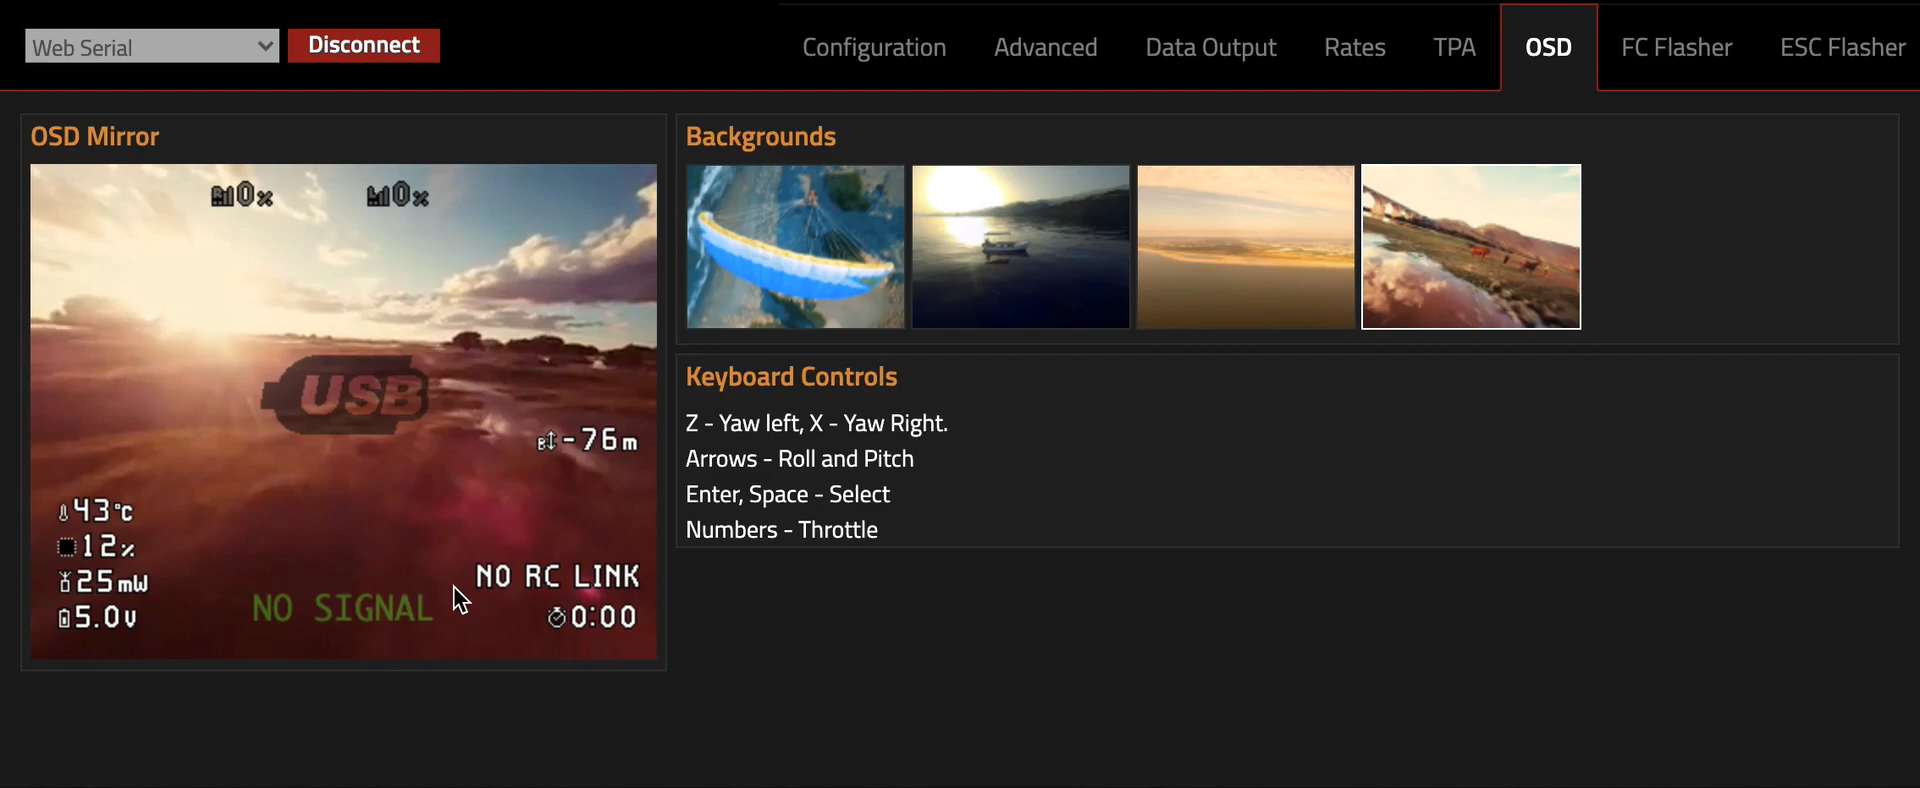 Web Serial
Disconnect
Configuration
Advanced
Data Output
Rates
TPA
OSD
FC Flasher
ESC Flasher
OSD Mirror
0%
0%
USB
B -76m
43°C
12%
25mW
5.0V
NO SIGNAL
NO RC LINK
0:00
Backgrounds
Keyboard Controls
Z - Yaw left, X - Yaw Right.
Arrows - Roll and Pitch
Enter, Space - Select
Numbers - Throttle